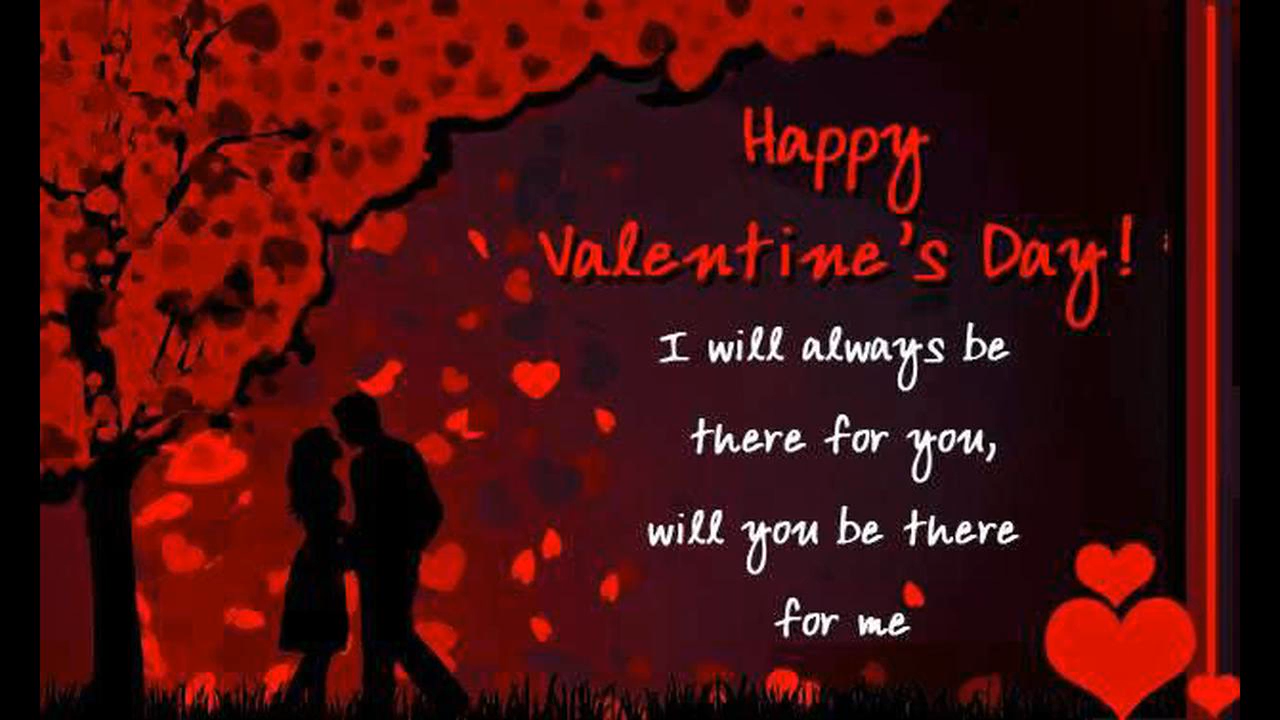 Happy
Valentine's Day!
I will always be
there for you,
will you be there
for me